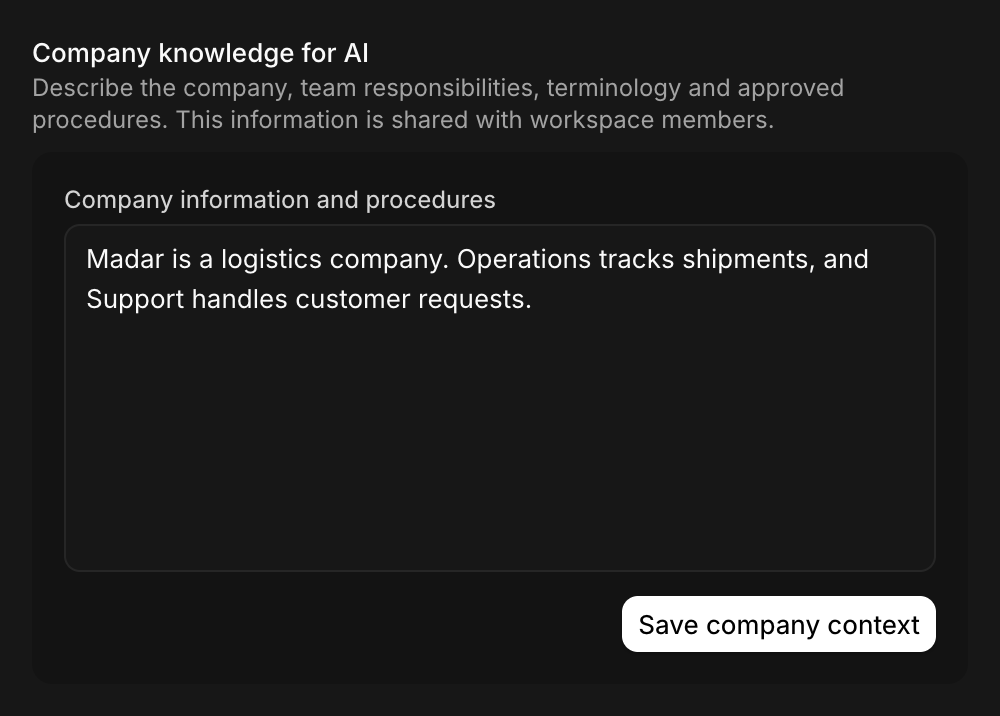 Company knowledge for AI
Describe the company, team responsibilities, terminology and approved
procedures. This information is shared with workspace members.
Company information and procedures
Madar is a logistics company. Operations tracks shipments, and
Support handles customer requests.
Save company context